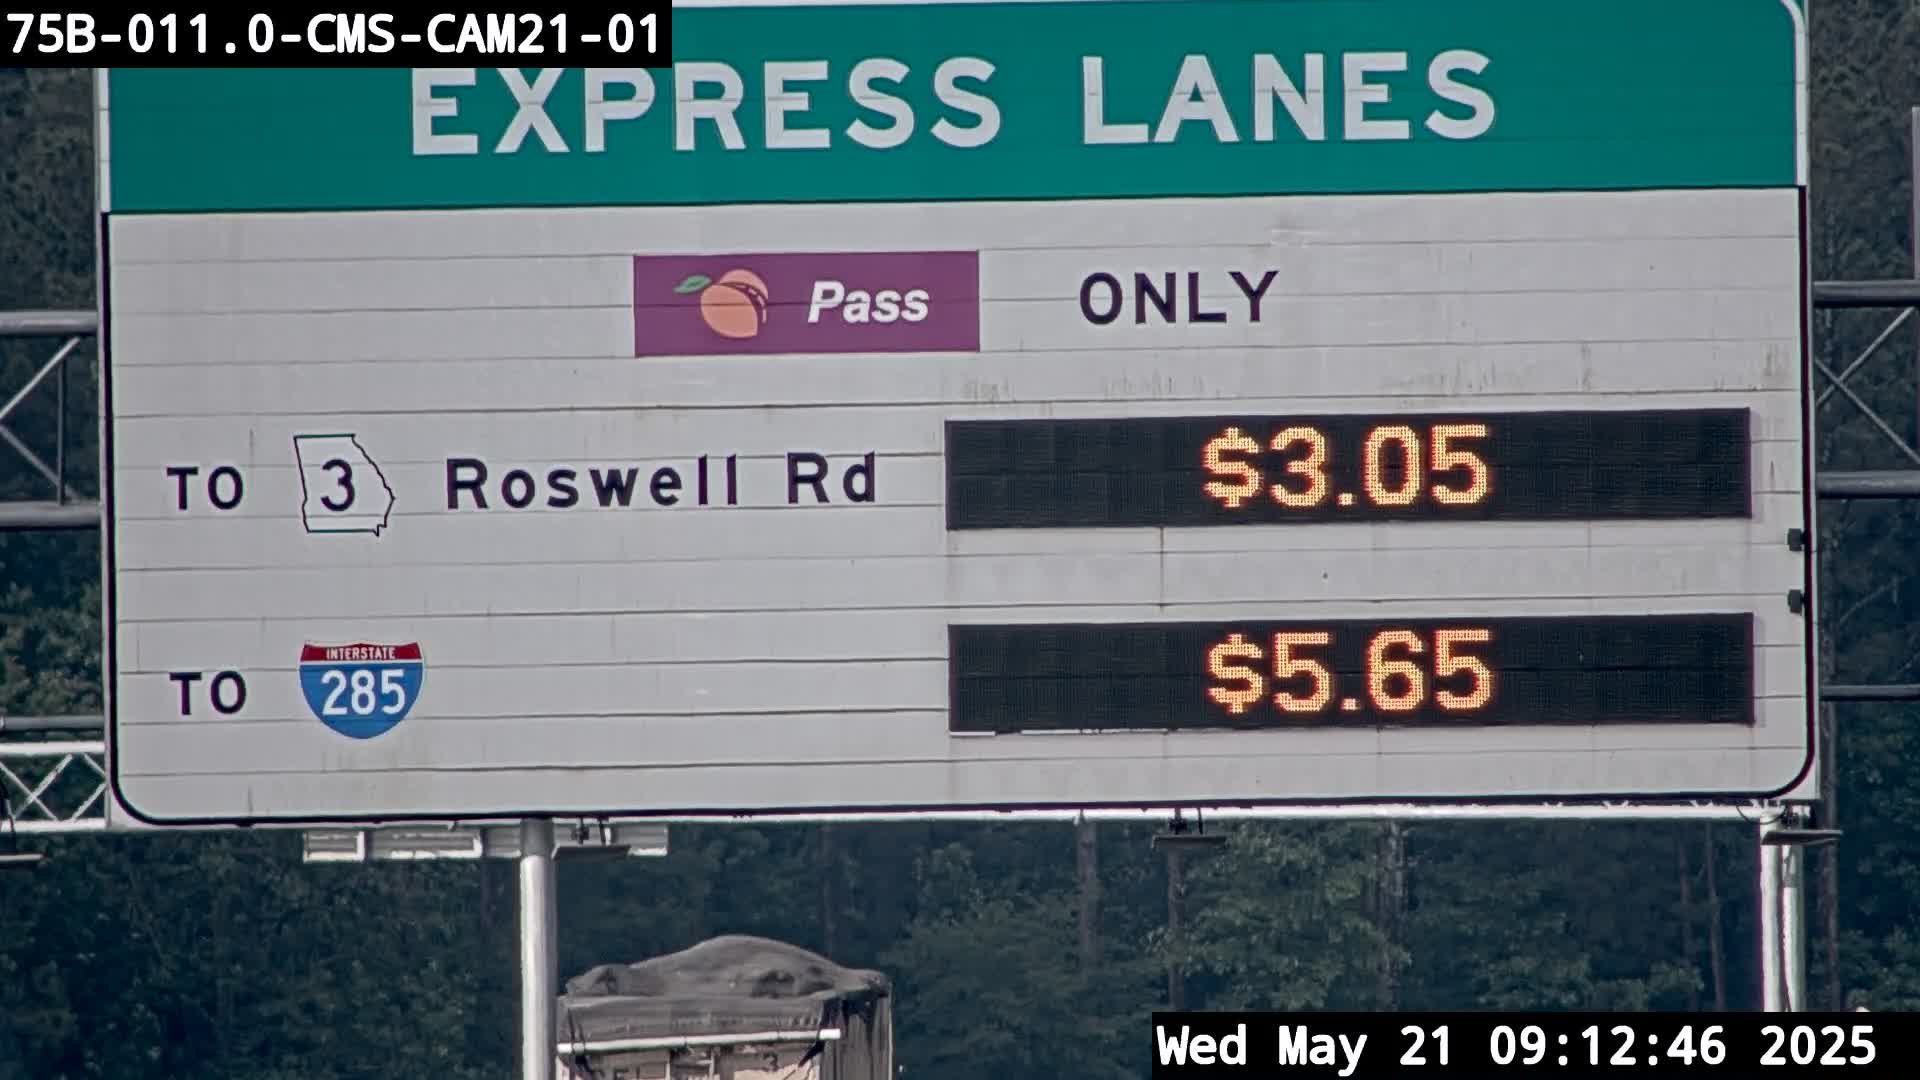 75B-011.0-CMS-CAM21-01
EXPRESS LANES
Pass ONLY
TO 3 Roswell Rd $3.05
TO INTERSTATE 285 $5.65
Wed May 21 09:12:46 2025